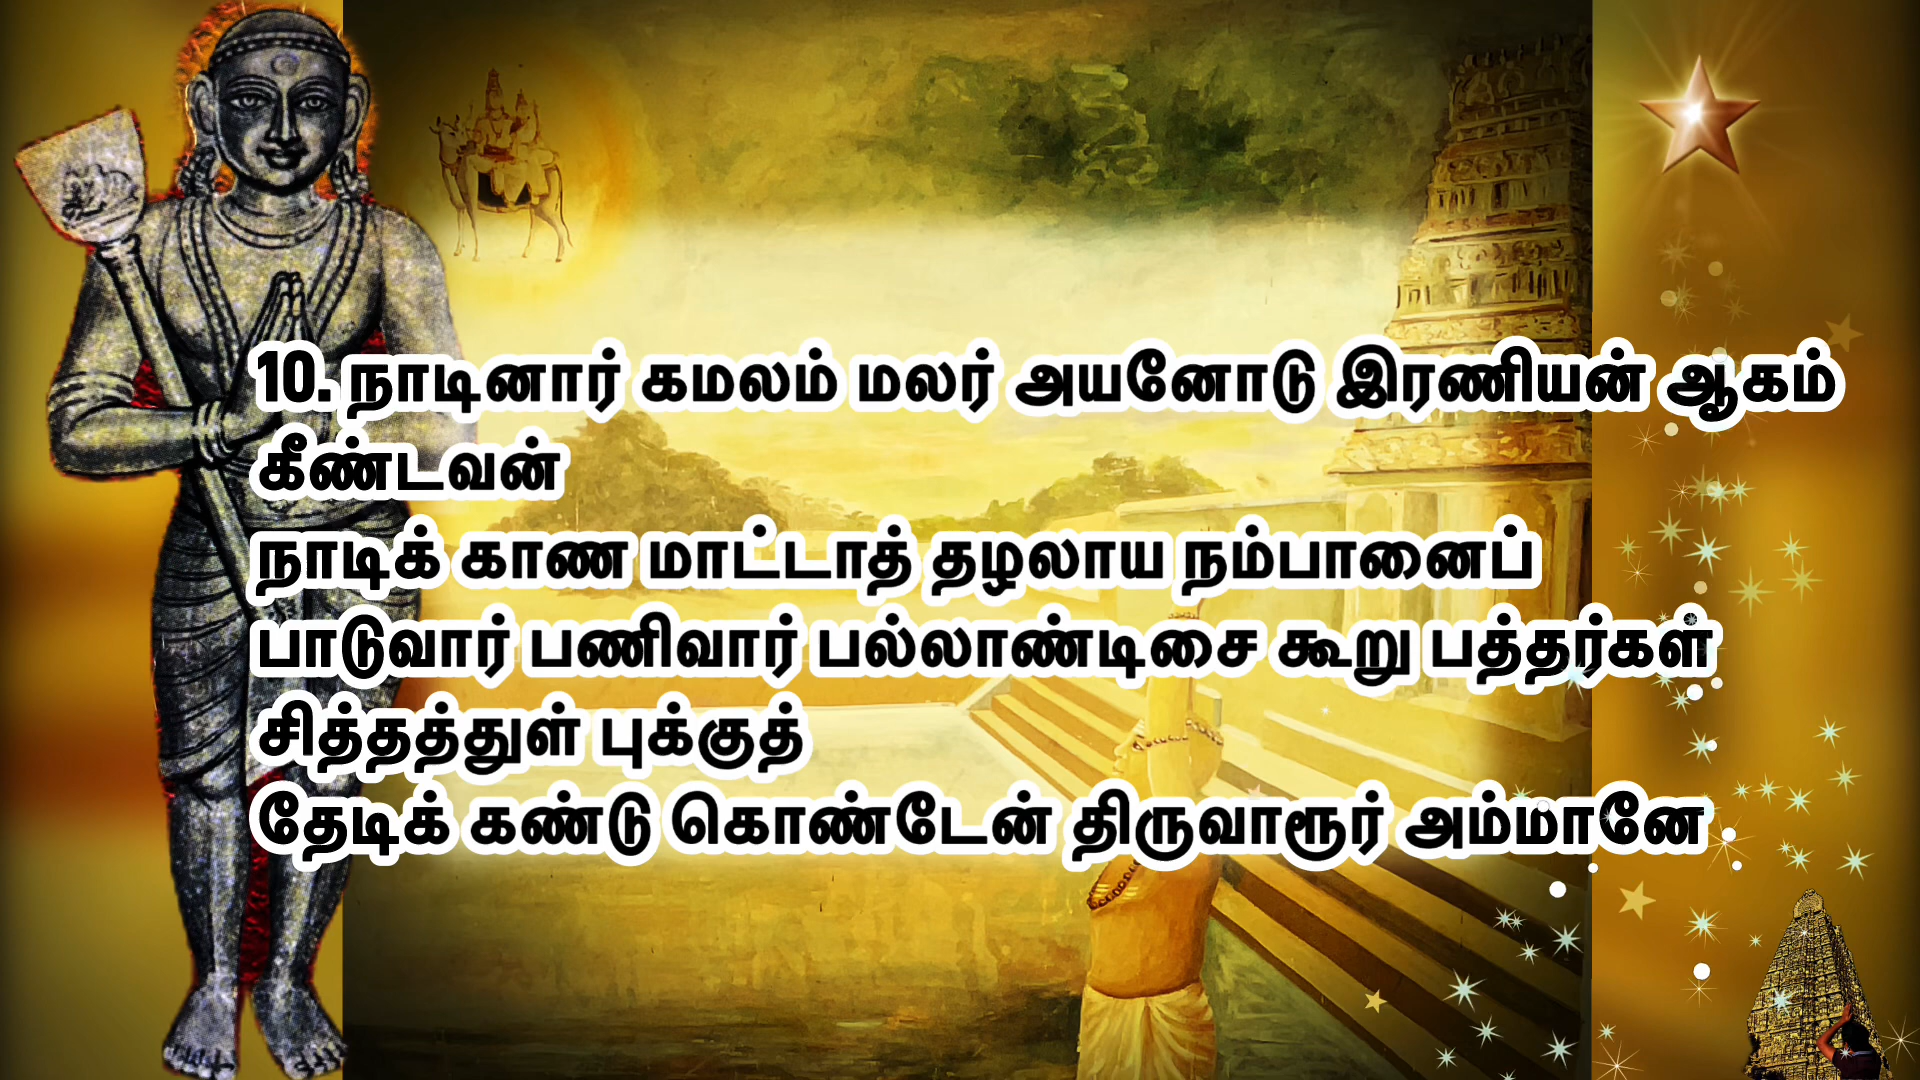 10. நாடினார் கமலம் மலர் அயனோடு இரணியன் ஆகம்
கீண்டவன்
நாடிக் காண மாட்டாத் தழலாய நம்பானைப்
பாடுவார் பணிவார் பல்லாண்டிசை கூறு பத்தர்கள்
சித்தத்துள் புக்குத்
தேடிக் கண்டு கொண்டேன் திருவாரூர் அம்மானே